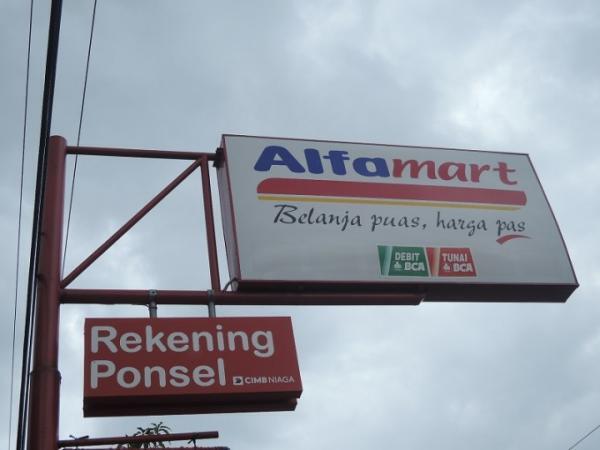 Alfamart
Belanja puas, harga pas
DEBIT BCA
TUNAI BCA
Rekening
Ponsel CIMB NIAGA